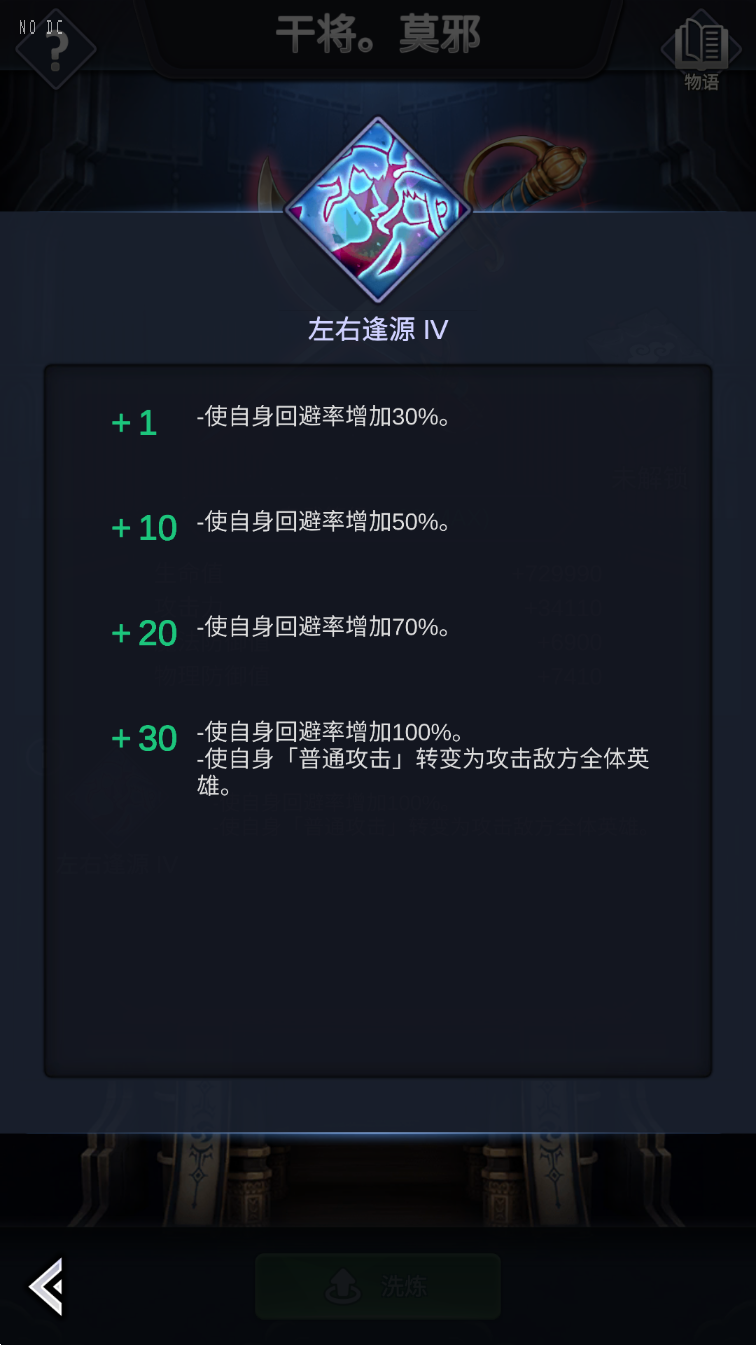 NO DC
干将。莫邪
物语
左右逢源 IV
+1 -使自身回避率增加30%。
+10 -使自身回避率增加50%。
+20 -使自身回避率增加70%。
+30 -使自身回避率增加100%。
-使自身「普通攻击」转变为攻击敌方全体英
雄。
洗炼